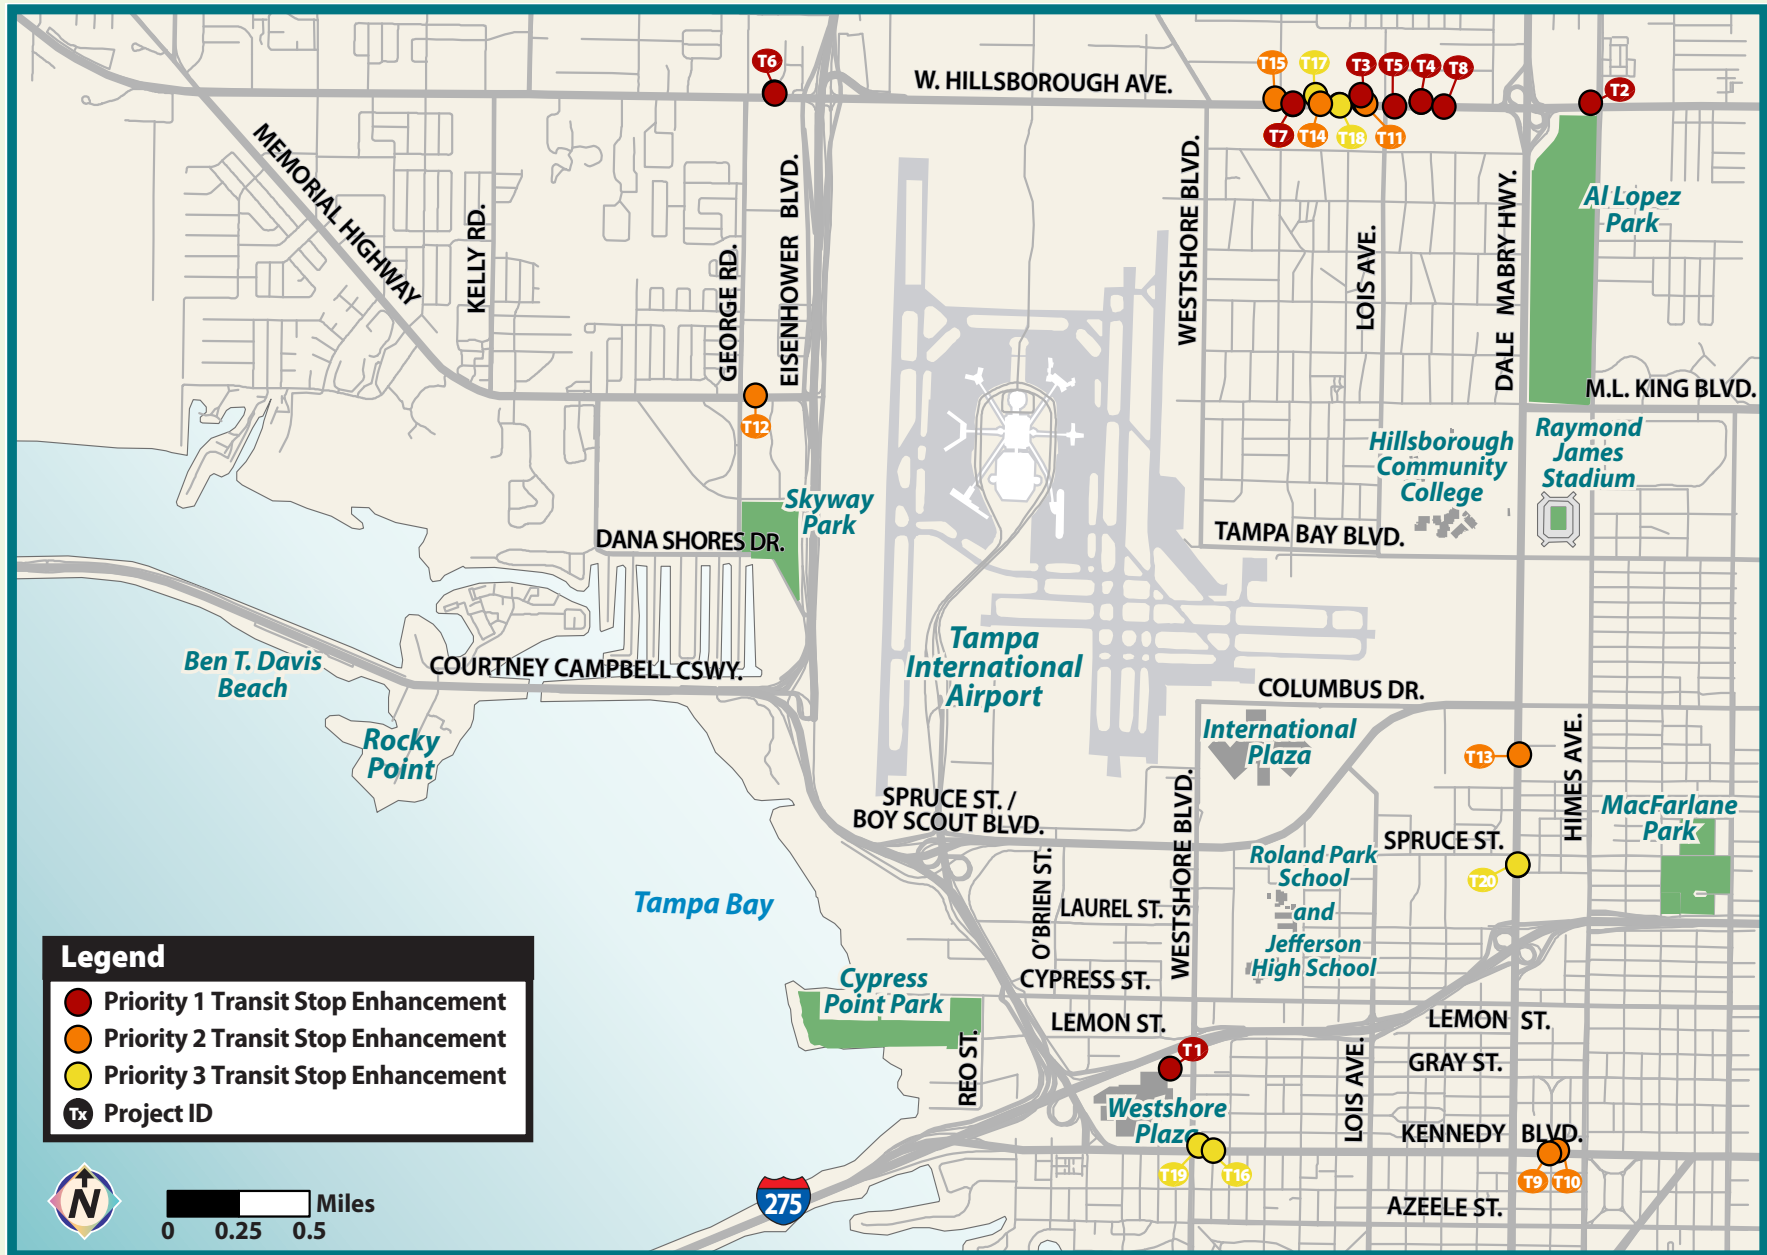 T6
W. HILLSBOROUGH AVE.
T15
T17
T3
T5
T4
T8
T2
T7
T14
T18
T11
MEMORIAL HIGHWAY
KELLY RD.
GEORGE RD.
EISENHOWER BLVD.
WESTSHORE BLVD.
LOIS AVE.
DALE MABRY HWY.
Al Lopez
Park
M.L. KING BLVD.
T12
Hillsborough
Community
College
Raymond
James
Stadium
Skyway
Park
DANA SHORES DR.
TAMPA BAY BLVD.
Ben T. Davis
Beach
COURTNEY CAMPBELL CSWY.
Tampa
International
Airport
COLUMBUS DR.
Rocky
Point
International
Plaza
T13
HIMES AVE.
SPRUCE ST. /
BOY SCOUT BLVD.
WESTSHORE BLVD.
MacFarlane
Park
SPRUCE ST.
Roland Park
School
and
Jefferson
High School
T20
O'BRIEN ST.
LAUREL ST.
Tampa Bay
CYPRESS ST.
Cypress
Point Park
LEMON ST.
LEMON ST.
REO ST.
T1
GRAY ST.
LOIS AVE.
Westshore
Plaza
KENNEDY BLVD.
T19
T16
T9
T10
AZEELE ST.
275
Legend
Priority 1 Transit Stop Enhancement
Priority 2 Transit Stop Enhancement
Priority 3 Transit Stop Enhancement
Tx Project ID
N
Miles
0 0.25 0.5